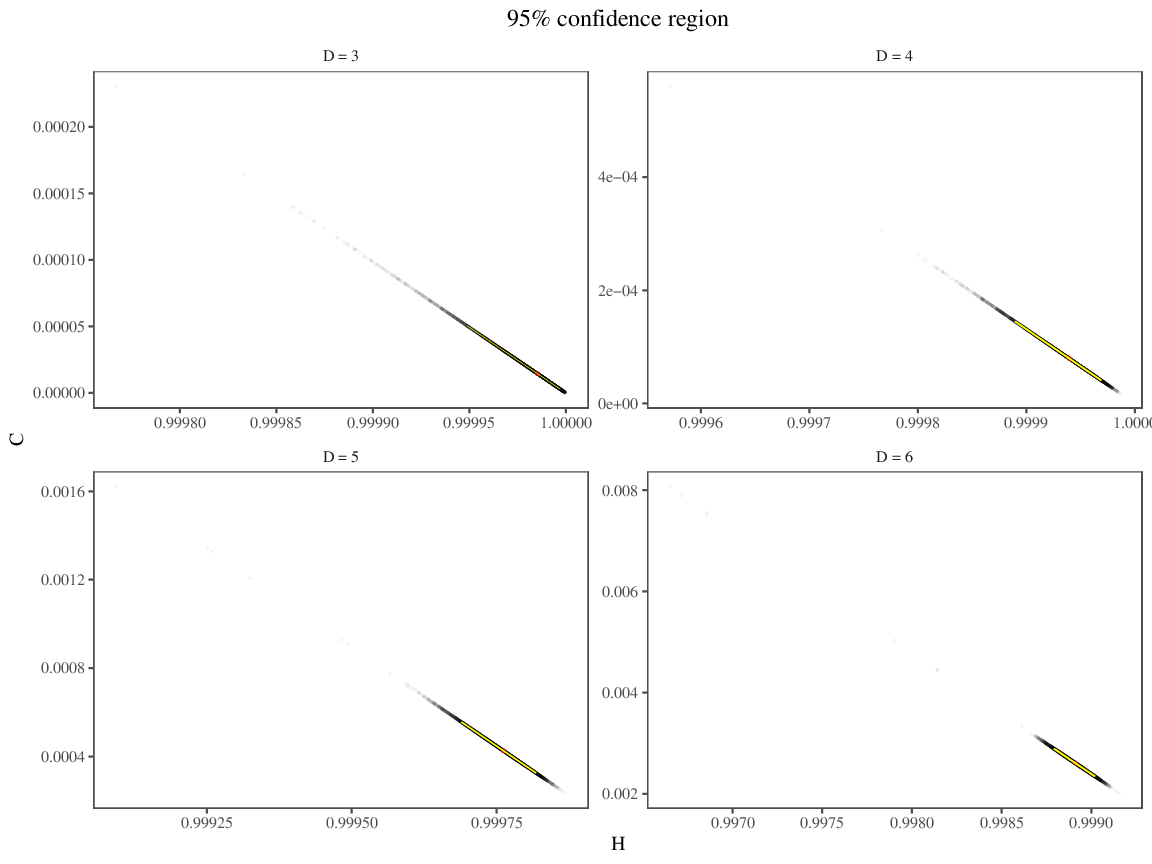 95% confidence region
D = 3
D = 4
0.00020
0.00015
0.00010
0.00005
0.00000
4e−04
2e−04
0e+00
0.99980 0.99985 0.99990 0.99995 1.00000
0.9996 0.9997 0.9998 0.9999 1.0000
C
D = 5
D = 6
0.0016
0.0012
0.0008
0.0004
0.008
0.006
0.004
0.002
0.99925 0.99950 0.99975
0.9970 0.9975 0.9980 0.9985 0.9990
H